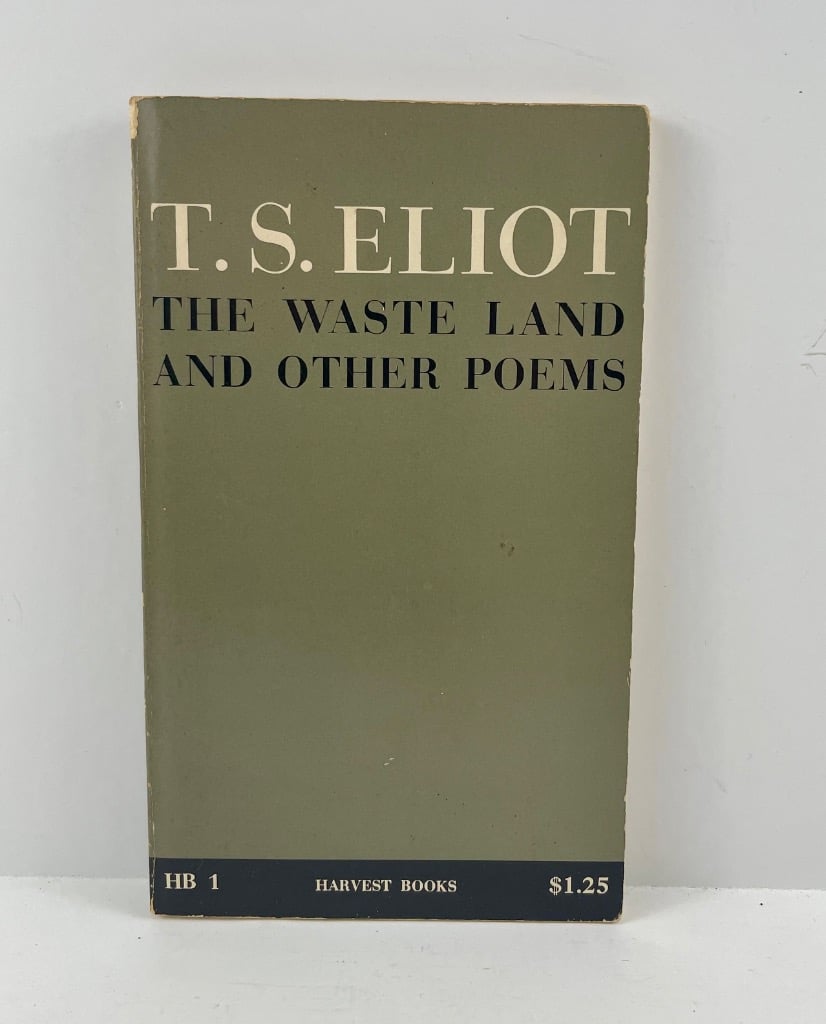 T. S. ELIOT
THE WASTE LAND
AND OTHER POEMS
HB 1 HARVEST BOOKS $1.25